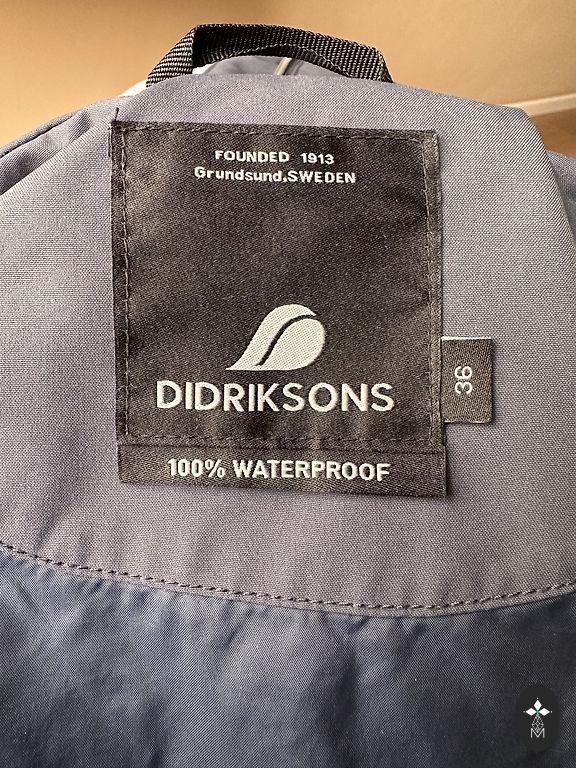 FOUNDED 1913
Grundsund,SWEDEN
DIDRIKSONS
36
100% WATERPROOF
M